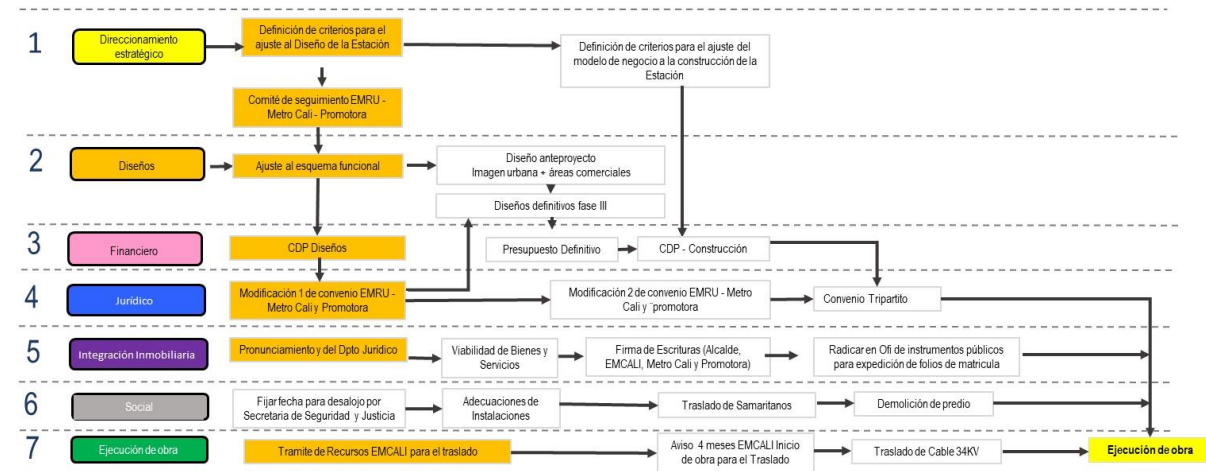 1
Direccionamiento
estratégico
Definición de criterios para el
ajuste al Diseño de la Estación
Definición de criterios para el ajuste del
modelo de negocio a la construcción de la
Estación
Comité de seguimiento EMRU -
Metro Cali - Promotora
2
Diseños
Ajuste al esquema funcional
Diseño anteproyecto
Imagen urbana + áreas comerciales
Diseños definitivos fase III
3
Financiero
CDP Diseños
Presupuesto Definitivo
CDP - Construcción
4
Jurídico
Modificación 1 de convenio EMRU -
Metro Cali y Promotora
Modificación 2 de convenio EMRU - Metro
Cali y ¨promotora
Convenio Tripartito
5
Integración Inmobiliaria
Pronunciamiento y del Dpto Jurídico
Viabilidad de Bienes y
Servicios
Firma de Escrituras (Alcalde,
EMCALI, Metro Cali y Promotora)
Radicar en Ofi de instrumentos públicos
para expedición de folios de matricula
6
Social
Fijar fecha para desalojo por
Secretaria de Seguridad y Justicia
Adecuaciones de
Instalaciones
Traslado de Samaritanos
Demolición de predio
7
Ejecución de obra
Tramite de Recursos EMCALI para el traslado
Aviso 4 meses EMCALI Inicio
de obra para el Traslado
Traslado de Cable 34KV
Ejecución de obra